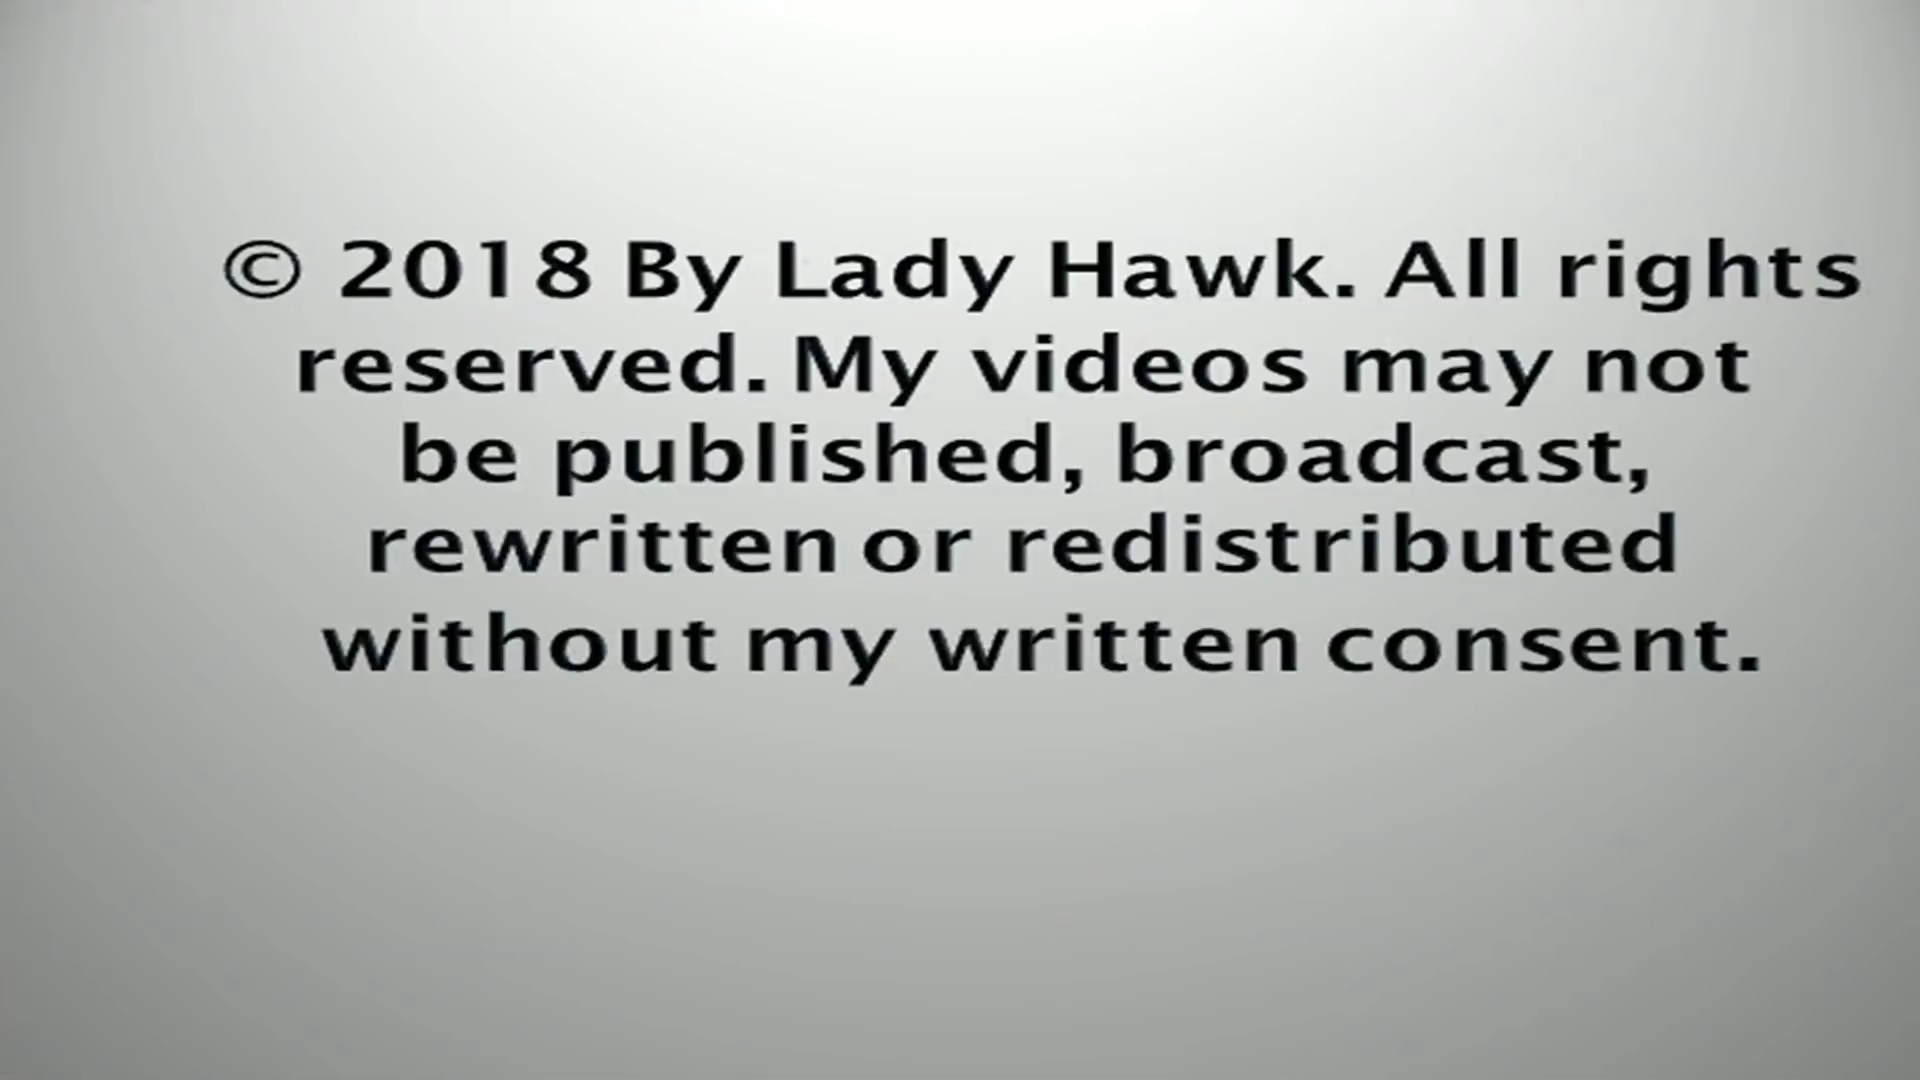 © 2018 By Lady Hawk. All rights
reserved. My videos may not
be published, broadcast,
rewritten or redistributed
without my written consent.